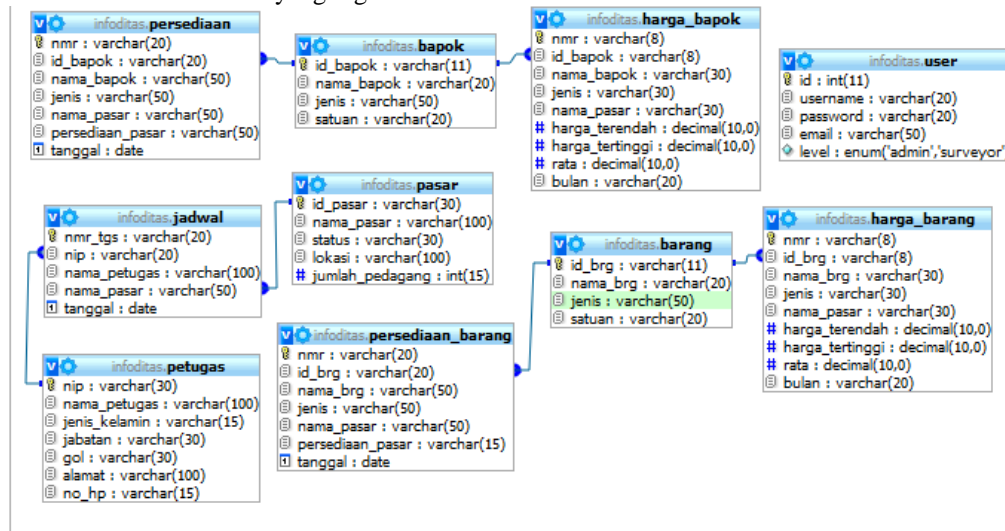 infoditas.persediaan
nmr : varchar(20)
id_bapok : varchar(20)
nama_bapok : varchar(50)
jenis : varchar(50)
nama_pasar : varchar(50)
persediaan_pasar : varchar(50)
tanggal : date
infoditas.bapok
id_bapok : varchar(11)
nama_bapok : varchar(20)
jenis : varchar(50)
satuan : varchar(20)
infoditas.harga_bapok
nmr : varchar(8)
id_bapok : varchar(8)
nama_bapok : varchar(30)
jenis : varchar(30)
nama_pasar : varchar(30)
# harga_terendah : decimal(10,0)
# harga_tertinggi : decimal(10,0)
# rata : decimal(10,0)
bulan : varchar(20)
infoditas.user
id : int(11)
username : varchar(20)
password : varchar(20)
email : varchar(50)
level : enum('admin','surveyor'
infoditas.jadwal
nmr_tgs : varchar(20)
nip : varchar(20)
nama_petugas : varchar(100)
nama_pasar : varchar(50)
tanggal : date
infoditas.pasar
id_pasar : varchar(30)
nama_pasar : varchar(100)
status : varchar(30)
lokasi : varchar(100)
# jumlah_pedagang : int(15)
infoditas.barang
id_brg : varchar(11)
nama_brg : varchar(20)
jenis : varchar(50)
satuan : varchar(20)
infoditas.harga_barang
nmr : varchar(8)
id_brg : varchar(8)
nama_brg : varchar(30)
jenis : varchar(30)
nama_pasar : varchar(30)
# harga_terendah : decimal(10,0)
# harga_tertinggi : decimal(10,0)
# rata : decimal(10,0)
bulan : varchar(20)
infoditas.petugas
nip : varchar(30)
nama_petugas : varchar(100)
jenis_kelamin : varchar(15)
jabatan : varchar(30)
gol : varchar(30)
alamat : varchar(100)
no_hp : varchar(15)
infoditas.persediaan_barang
nmr : varchar(20)
id_brg : varchar(20)
nama_brg : varchar(50)
jenis : varchar(50)
nama_pasar : varchar(50)
persediaan_pasar : varchar(15)
tanggal : date